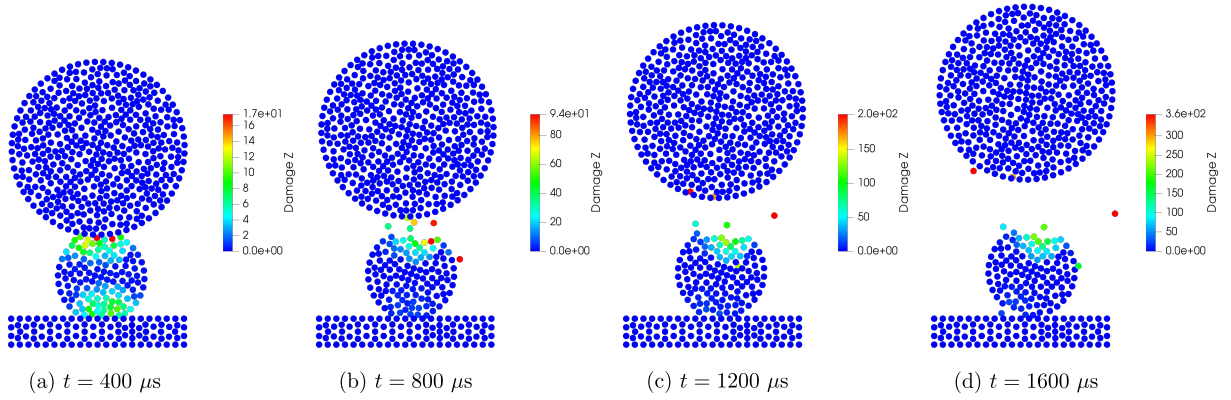 1.7e+01
16
14
12
10
8
6
4
2
0.0e+00
Damage Z
9.4e+01
80
60
40
20
0.0e+00
Damage Z
2.0e+02
150
100
50
0.0e+00
Damage Z
3.6e+02
300
250
200
150
100
50
0.0e+00
Damage Z
(a) t = 400 μs
(b) t = 800 μs
(c) t = 1200 μs
(d) t = 1600 μs